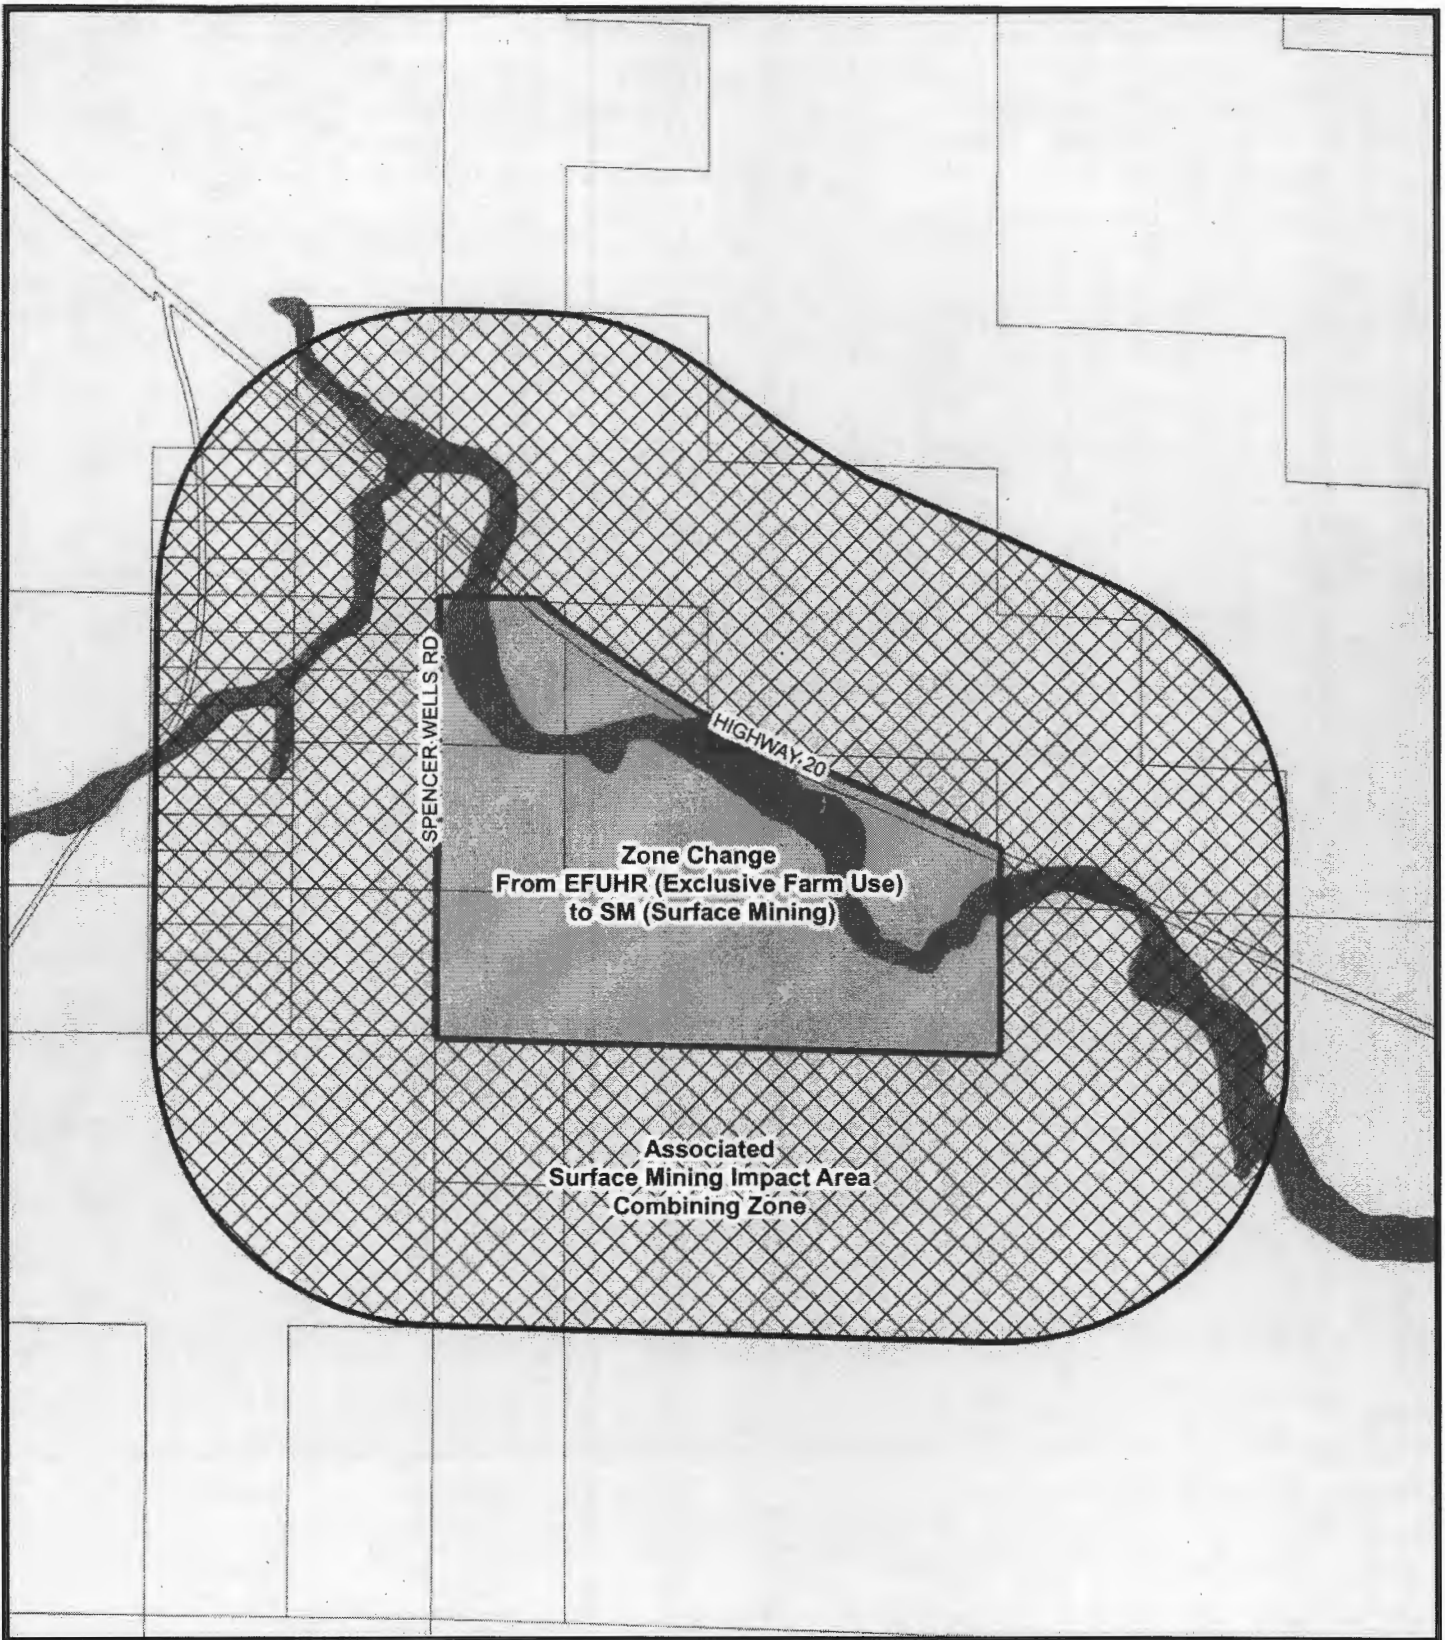 SPENCER WELLS RD
HIGHWAY 20
Zone Change
From EFUHR (Exclusive Farm Use)
to SM (Surface Mining)
Associated
Surface Mining Impact Area
Combining Zone